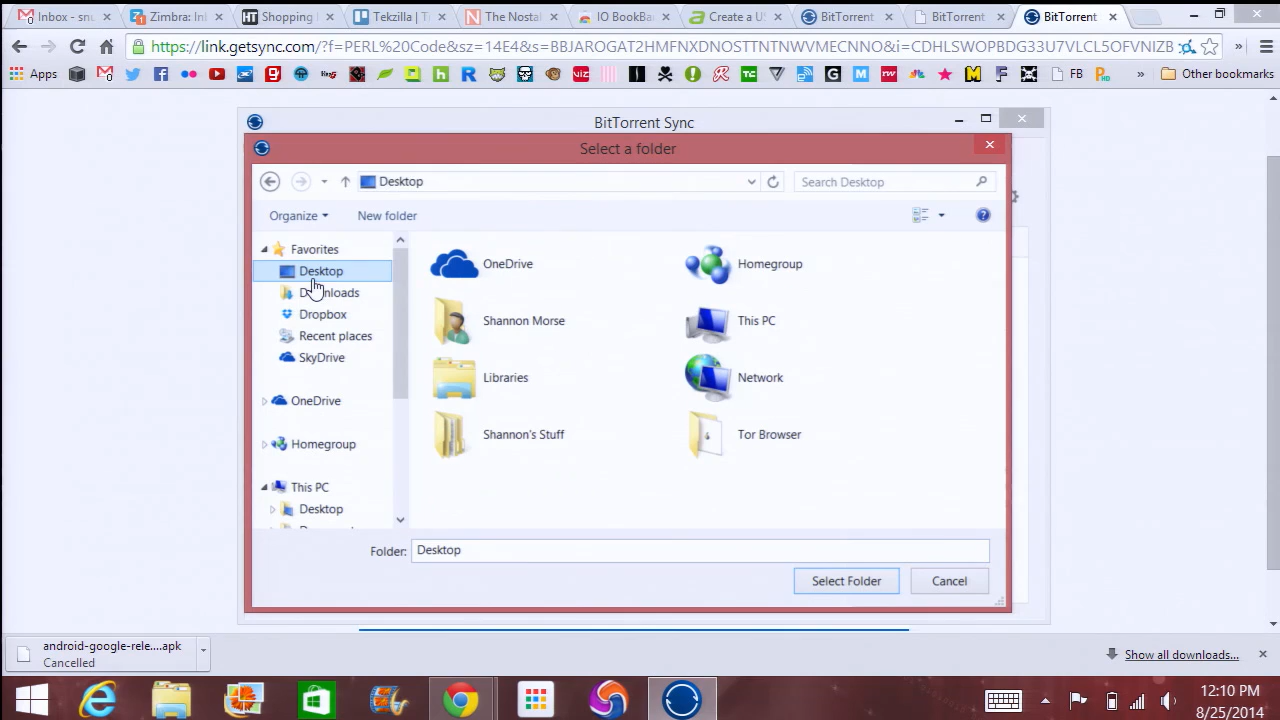 Inbox - snu
Zimbra: Ini
Shopping
Tekzilla | T
The Nostal
IO BookBa
Create a U
BitTorrent
BitTorrent
BitTorrent
https://link.getsync.com/?f=PERL%20Code&sz=14E4&s=
Apps
FB
Other bookmarks
BitTorrent Sync
Select a folder
Desktop
Search Desktop
Organize
New folder
Favorites
Desktop
Downloads
Dropbox
Recent places
SkyDrive
OneDrive
Homegroup
This PC
Desktop
OneDrive
Homegroup
Shannon Morse
This PC
Libraries
Network
Shannon's Stuff
Tor Browser
Folder: Desktop
Select Folder
Cancel
android-google-rele....apk
Cancelled
Show all downloads...
12:10 PM
8/25/2014